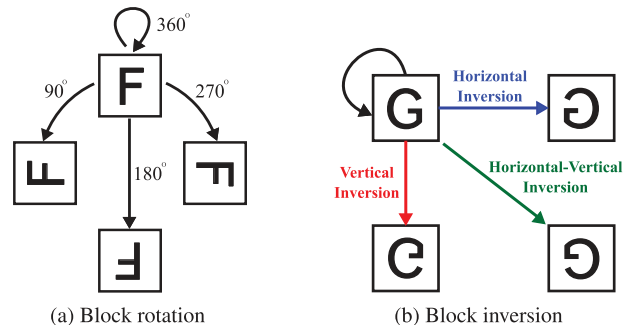 360°
F
90°
270°
F
F
180°
F
(a) Block rotation
G
Horizontal
Inversion
G
Vertical
Inversion
Horizontal-Vertical
Inversion
G
G
(b) Block inversion